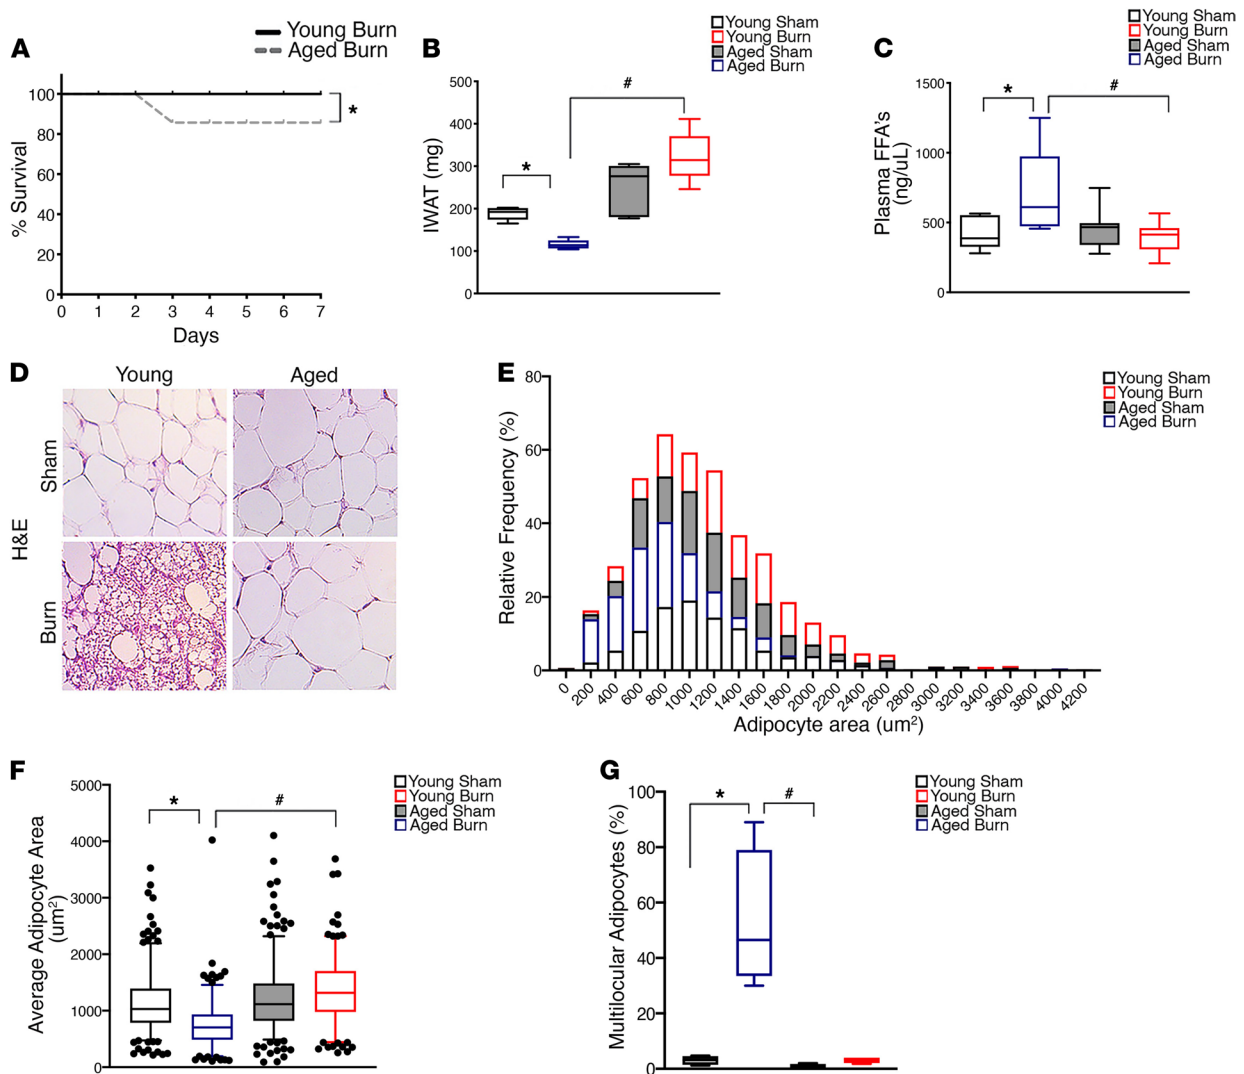 A
Young Burn
Aged Burn
% Survival
100
80
60
40
20
0
0 1 2 3 4 5 6 7
Days
*
B
Young Sham
Young Burn
Aged Sham
Aged Burn
IWAT (mg)
500
400
300
200
100
0
*
#
C
Young Sham
Young Burn
Aged Sham
Aged Burn
Plasma FFA's
(ng/uL)
1500
1000
500
0
*
#
D
Young Aged
H&E
Sham
Burn
E
Young Sham
Young Burn
Aged Sham
Aged Burn
Relative Frequency (%)
80
60
40
20
0
0 200 400 600 800 1000 1200 1400 1600 1800 2000 2200 2400 2600 2800 3000 3200 3400 3600 3800 4000 4200
Adipocyte area (um²)
F
Young Sham
Young Burn
Aged Sham
Aged Burn
Average Adipocyte Area
(um²)
5000
4000
3000
2000
1000
0
*
#
G
Young Sham
Young Burn
Aged Sham
Aged Burn
Multilocular Adipocytes (%)
100
80
60
40
20
0
*
#